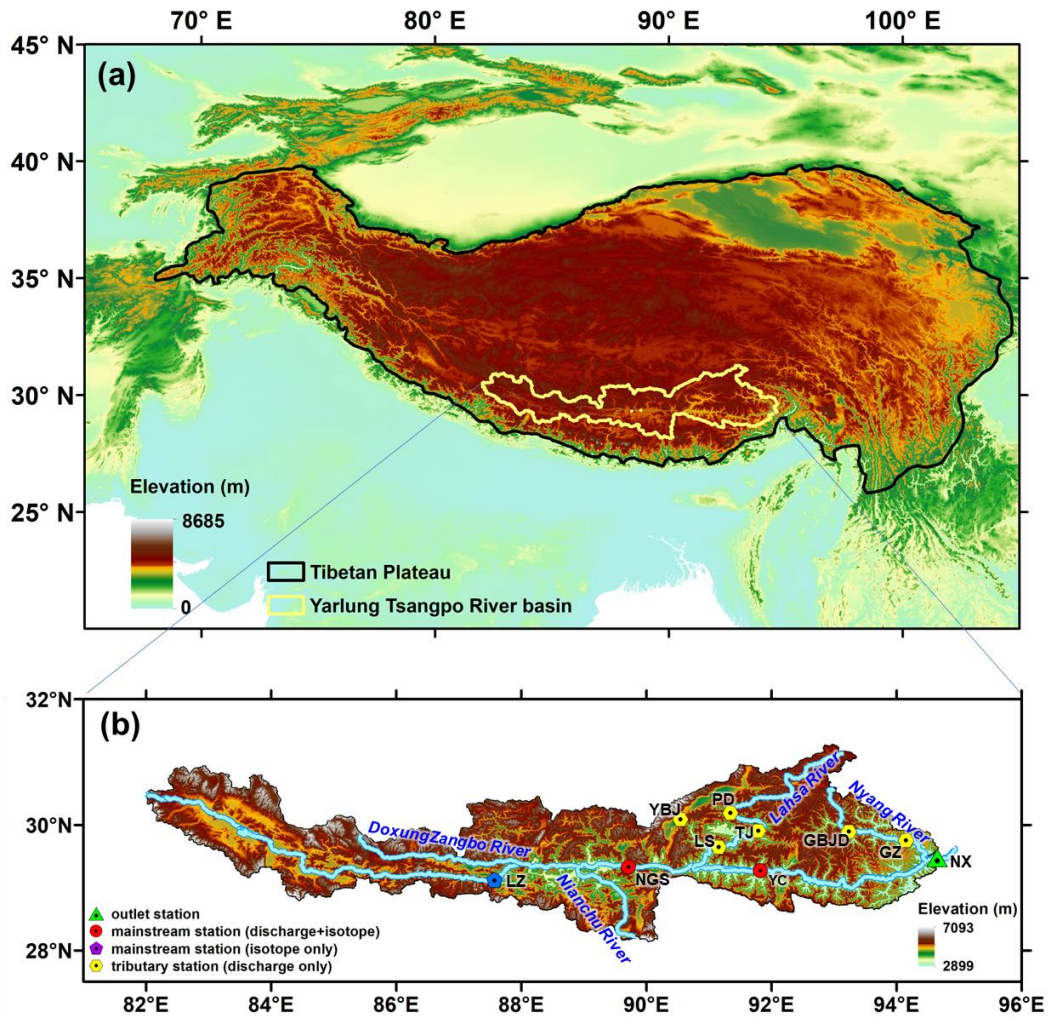 70° E 80° E 90° E 100° E
45° N
(a)
40° N
35° N
30° N
25° N
Elevation (m)
8685
0
Tibetan Plateau
Yarlung Tsangpo River basin
32°N
(b)
30°N
28°N
YBJ
PD
Lahsa River
Nyang River
DoxungZangbo River
LS
TJ
GBJD
GZ
NX
LZ
NGS
YC
Nianchu River
outlet station
mainstream station (discharge+isotope)
mainstream station (isotope only)
tributary station (discharge only)
Elevation (m)
7093
2899
82°E 84°E 86°E 88°E 90°E 92°E 94°E 96°E